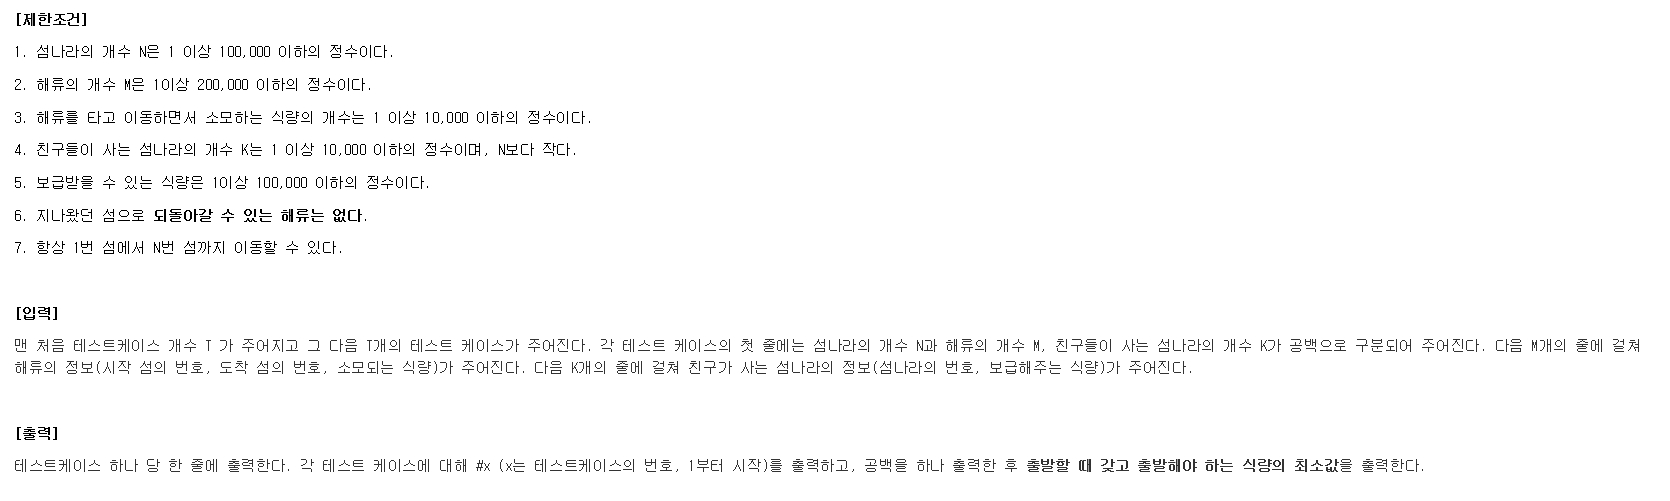 [제한조건]
1. 섬나라의 개수 N은 1 이상 100,000 이하의 정수이다.
2. 해류의 개수 M은 1이상 200,000 이하의 정수이다.
3. 해류를 타고 이동하면서 소모하는 식량의 개수는 1 이상 10,000 이하의 정수이다.
4. 친구들이 사는 섬나라의 개수 K는 1 이상 10,000 이하의 정수이며, N보다 작다.
5. 보급받을 수 있는 식량은 1이상 100,000 이하의 정수이다.
6. 지나왔던 섬으로 되돌아갈 수 있는 해류는 없다.
7. 항상 1번 섬에서 N번 섬까지 이동할 수 있다.
[입력]
맨 처음 테스트케이스 개수 T 가 주어지고 그 다음 T개의 테스트 케이스가 주어진다. 각 테스트 케이스의 첫 줄에는 섬나라의 개수 N과 해류의 개수 M, 친구들이 사는 섬나라의 개수 K가 공백으로 구분되어 주어진다. 다음 M개의 줄에 걸쳐
해류의 정보(시작 섬의 번호, 도착 섬의 번호, 소모되는 식량)가 주어진다. 다음 K개의 줄에 걸쳐 친구가 사는 섬나라의 정보(섬나라의 번호, 보급해주는 식량)가 주어진다.
[출력]
테스트케이스 하나 당 한 줄에 출력한다. 각 테스트 케이스에 대해 #x (x는 테스트케이스의 번호, 1부터 시작)를 출력하고, 공백을 하나 출력한 후 출발할 때 갖고 출발해야 하는 식량의 최소값을 출력한다.